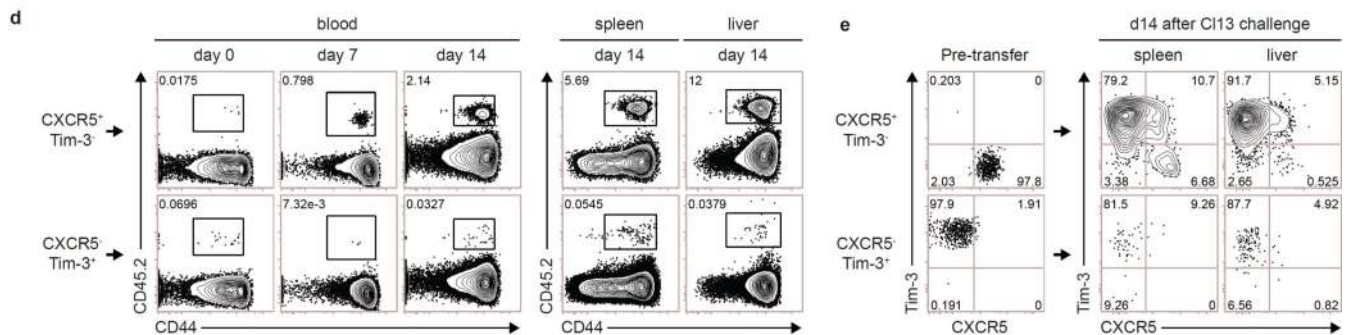 d
blood
spleen
liver
day 0
day 7
day 14
day 14
day 14
CXCR5+
Tim-3-
0.0175
0.798
2.14
5.69
12
CXCR5-
Tim-3+
0.0696
7.32e-3
0.0327
0.0545
0.0379
CD45.2
CD44
CD45.2
CD44
e
d14 after Cl13 challenge
Pre-transfer
spleen
liver
CXCR5+
Tim-3-
0.203 0
2.03 97.8
79.2 10.7
3.38 6.68
91.7 5.15
2.65 0.525
CXCR5-
Tim-3+
97.9 1.91
0.191 0
81.5 9.26
9.26 0
87.7 4.92
6.56 0.82
Tim-3
CXCR5
Tim-3
CXCR5